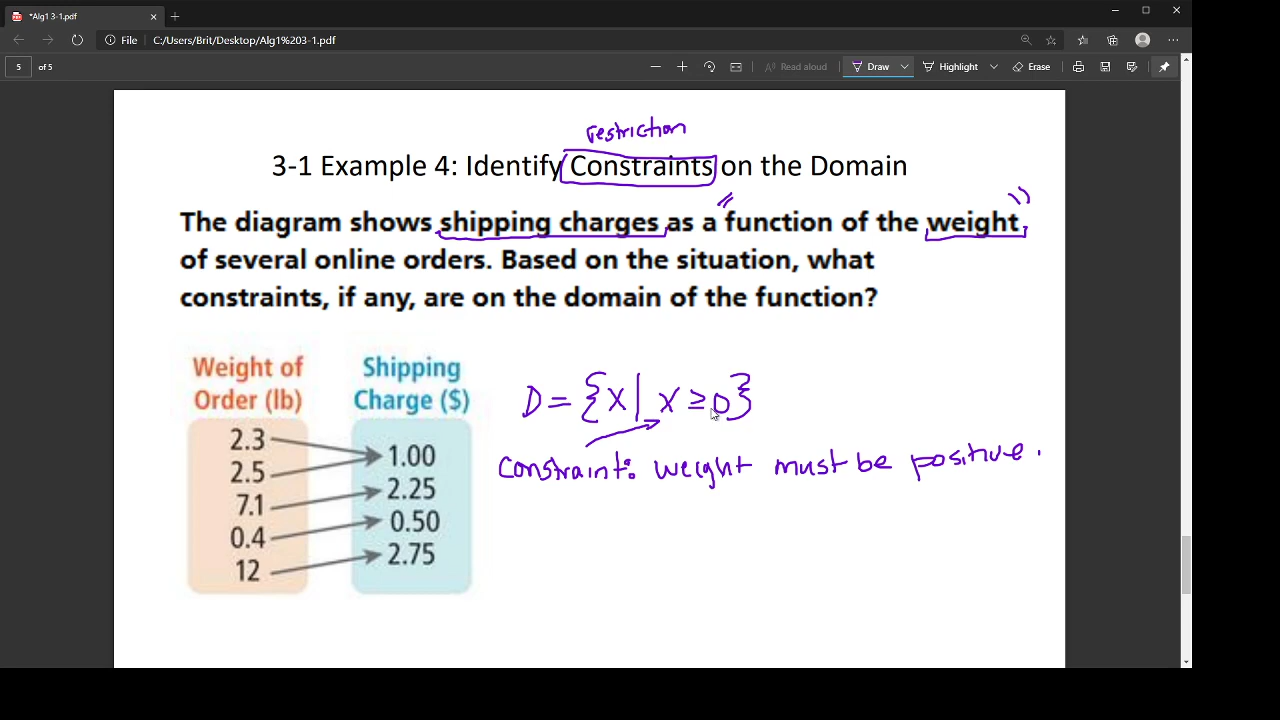 *Alg1 3-1.pdf
File C:/Users/Brit/Desktop/Alg1%203-1.pdf
5 of 5 Read aloud Draw Highlight Erase
restriction
3-1 Example 4: Identify Constraints on the Domain
" "
The diagram shows shipping charges as a function of the weight
of several online orders. Based on the situation, what
constraints, if any, are on the domain of the function?
Weight of Order (lb)
Shipping Charge ($)
2.3
2.5
7.1
0.4
12
1.00
2.25
0.50
2.75
D = {X | X ≥ 0}
Constraint: weight must be positive.